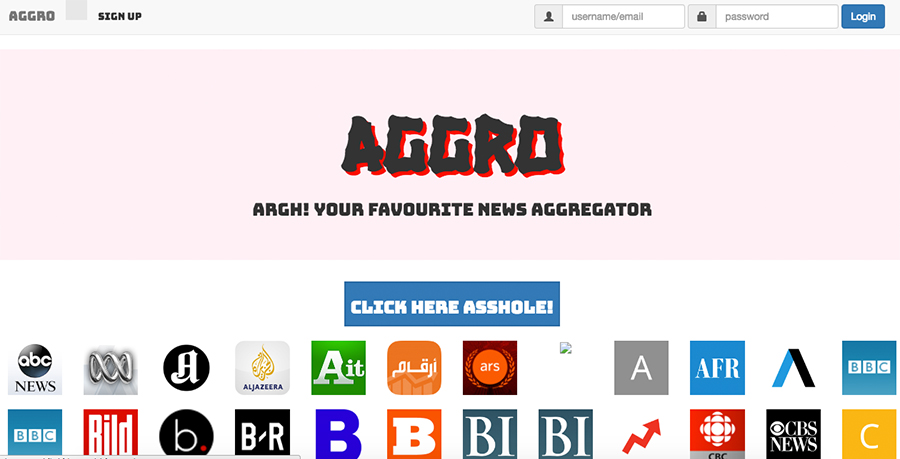 AGGRO SIGN UP username/email password Login
AGGRO
ARGH! YOUR FAVOURITE NEWS AGGREGATOR
CLICK HERE ASSHOLE!
abc NEWS A ALJAZEERA Ait أرقام ars A AFR BBC
BBC Bild b. B/R B B BI BI CBC CBS NEWS C